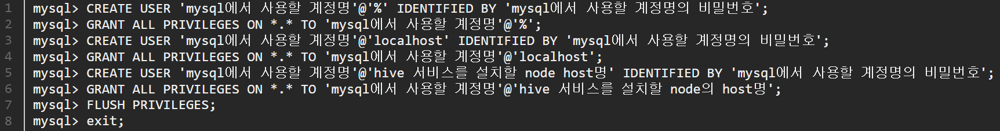 1 mysql> CREATE USER 'mysql에서 사용할 계정명'@'%' IDENTIFIED BY 'mysql에서 사용할 계정명의 비밀번호';
2 mysql> GRANT ALL PRIVILEGES ON *.* TO 'mysql에서 사용할 계정명'@'%';
3 mysql> CREATE USER 'mysql에서 사용할 계정명'@'localhost' IDENTIFIED BY 'mysql에서 사용할 계정명의 비밀번호';
4 mysql> GRANT ALL PRIVILEGES ON *.* TO 'mysql에서 사용할 계정명'@'localhost';
5 mysql> CREATE USER 'mysql에서 사용할 계정명'@'hive 서비스를 설치할 node host명' IDENTIFIED BY 'mysql에서 사용할 계정명의 비밀번호';
6 mysql> GRANT ALL PRIVILEGES ON *.* TO 'mysql에서 사용할 계정명'@'hive 서비스를 설치할 node의 host명';
7 mysql> FLUSH PRIVILEGES;
8 mysql> exit;